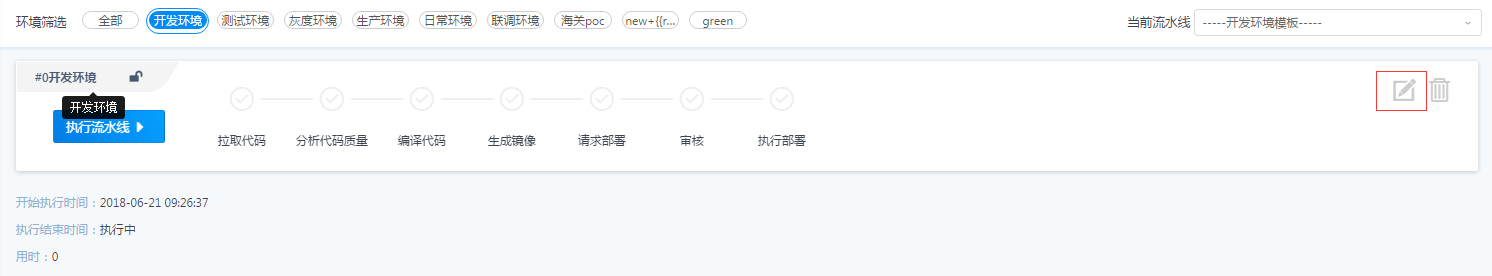 环境筛选 全部 开发环境 测试环境 灰度环境 生产环境 日常环境 联调环境 海关poc new+{{r... green 当前流水线 -----开发环境模板-----
#0开发环境
开发环境
执行流水线
拉取代码 分析代码质量 编译代码 生成镜像 请求部署 审核 执行部署
开始执行时间：2018-06-21 09:26:37
执行结束时间：执行中
用时：0